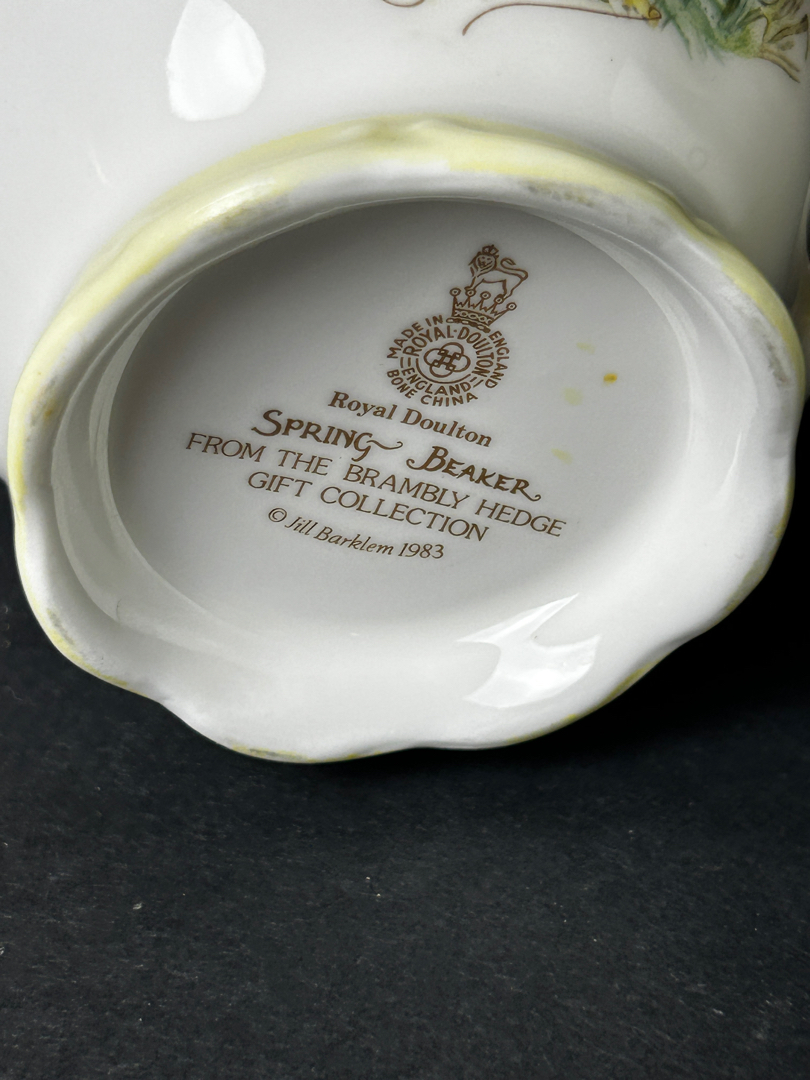 MADE IN ENGLAND
ROYAL·DOULTON
ENGLAND
BONE CHINA
Royal Doulton
SPRING BEAKER
FROM THE BRAMBLY HEDGE
GIFT COLLECTION
© Jill Barklem 1983